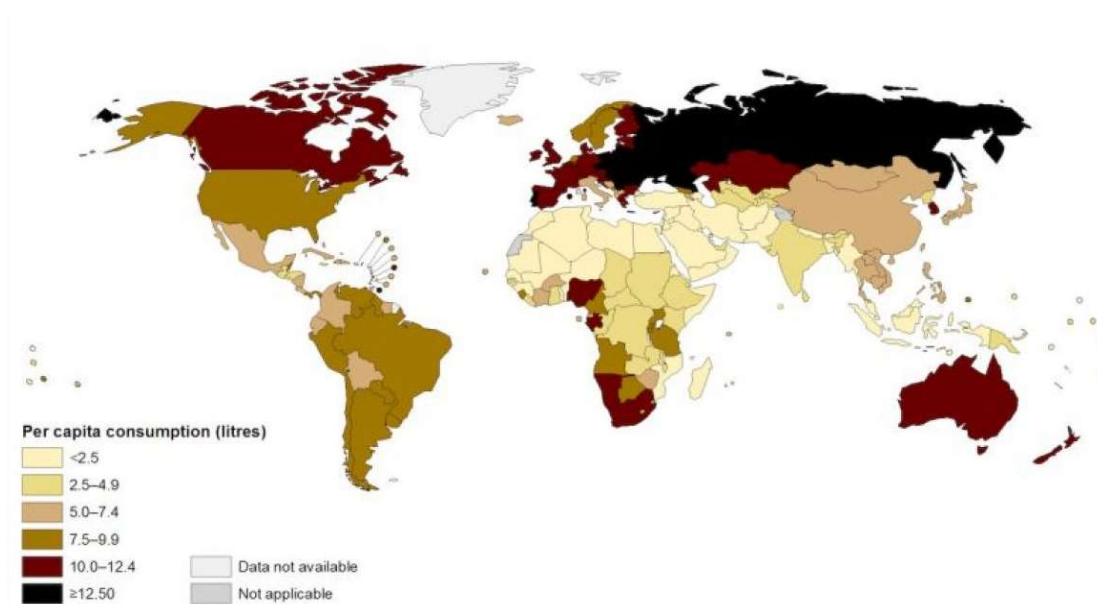 Per capita consumption (litres)
<2.5
2.5–4.9
5.0–7.4
7.5–9.9
10.0–12.4
≥12.50
Data not available
Not applicable